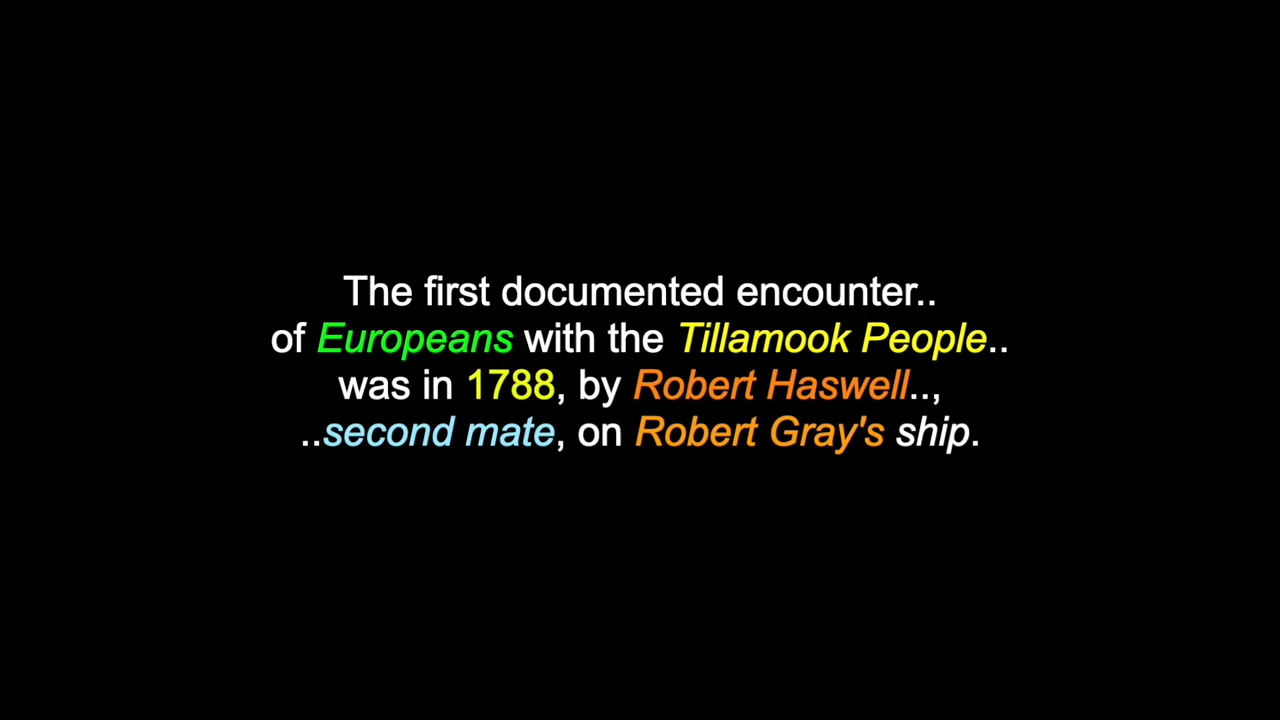 The first documented encounter..
of Europeans with the Tillamook People..
was in 1788, by Robert Haswell..,
..second mate, on Robert Gray's ship.